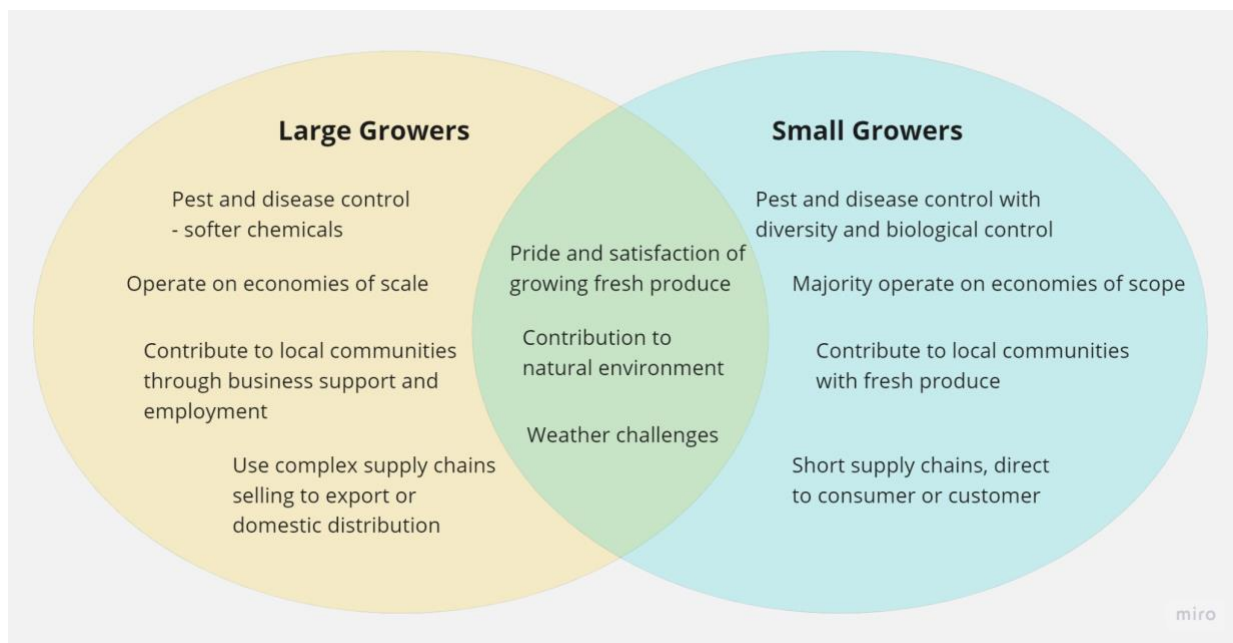 Large Growers
Pest and disease control
- softer chemicals
Operate on economies of scale
Contribute to local communities
through business support and
employment
Use complex supply chains
selling to export or
domestic distribution
Pride and satisfaction of
growing fresh produce
Contribution to
natural environment
Weather challenges
Small Growers
Pest and disease control with
diversity and biological control
Majority operate on economies of scope
Contribute to local communities
with fresh produce
Short supply chains, direct
to consumer or customer
miro